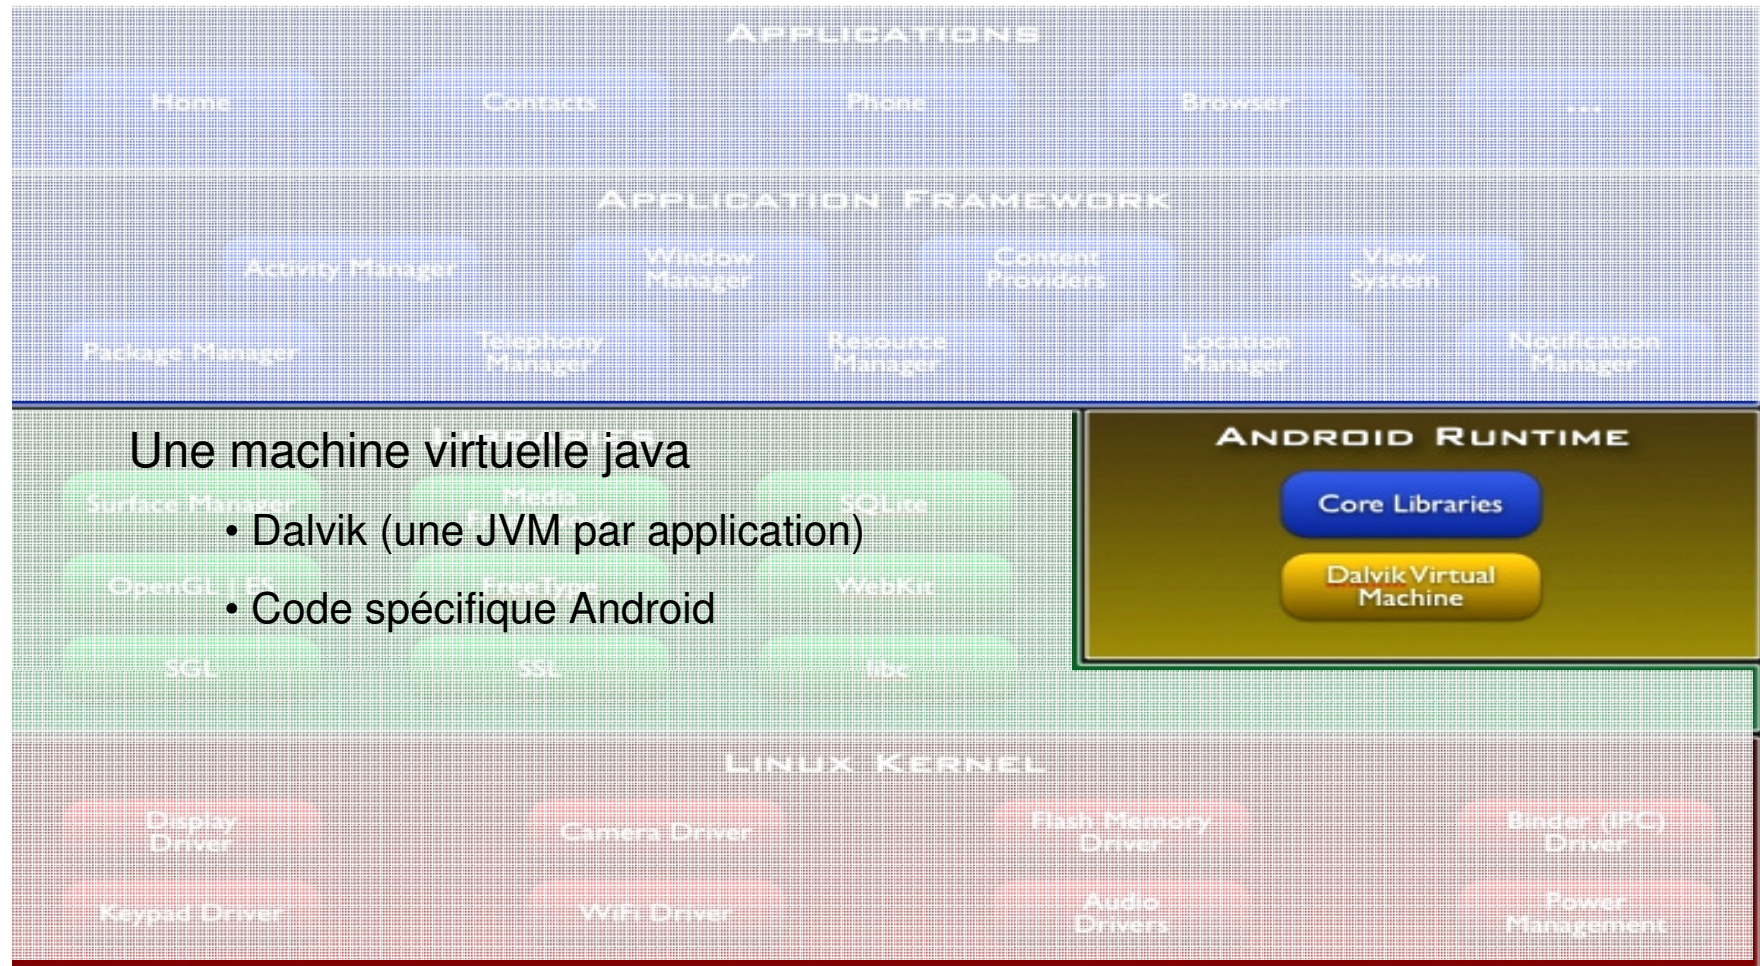 APPLICATIONS
Home Contacts Phone Browser ...
APPLICATION FRAMEWORK
Activity Manager Window Manager Content Providers View System
Package Manager Telephony Manager Resource Manager Location Manager Notification Manager
Une machine virtuelle java
ANDROID RUNTIME
Surface Manager Media SQLite
Core Libraries
• Dalvik (une JVM par application)
OpenGL | ES FreeType WebKit
Dalvik Virtual
Machine
• Code spécifique Android
SGL SSL libc
LINUX KERNEL
Display Driver Camera Driver Flash Memory Driver Binder (IPC) Driver
Keypad Driver WiFi Driver Audio Drivers Power Management